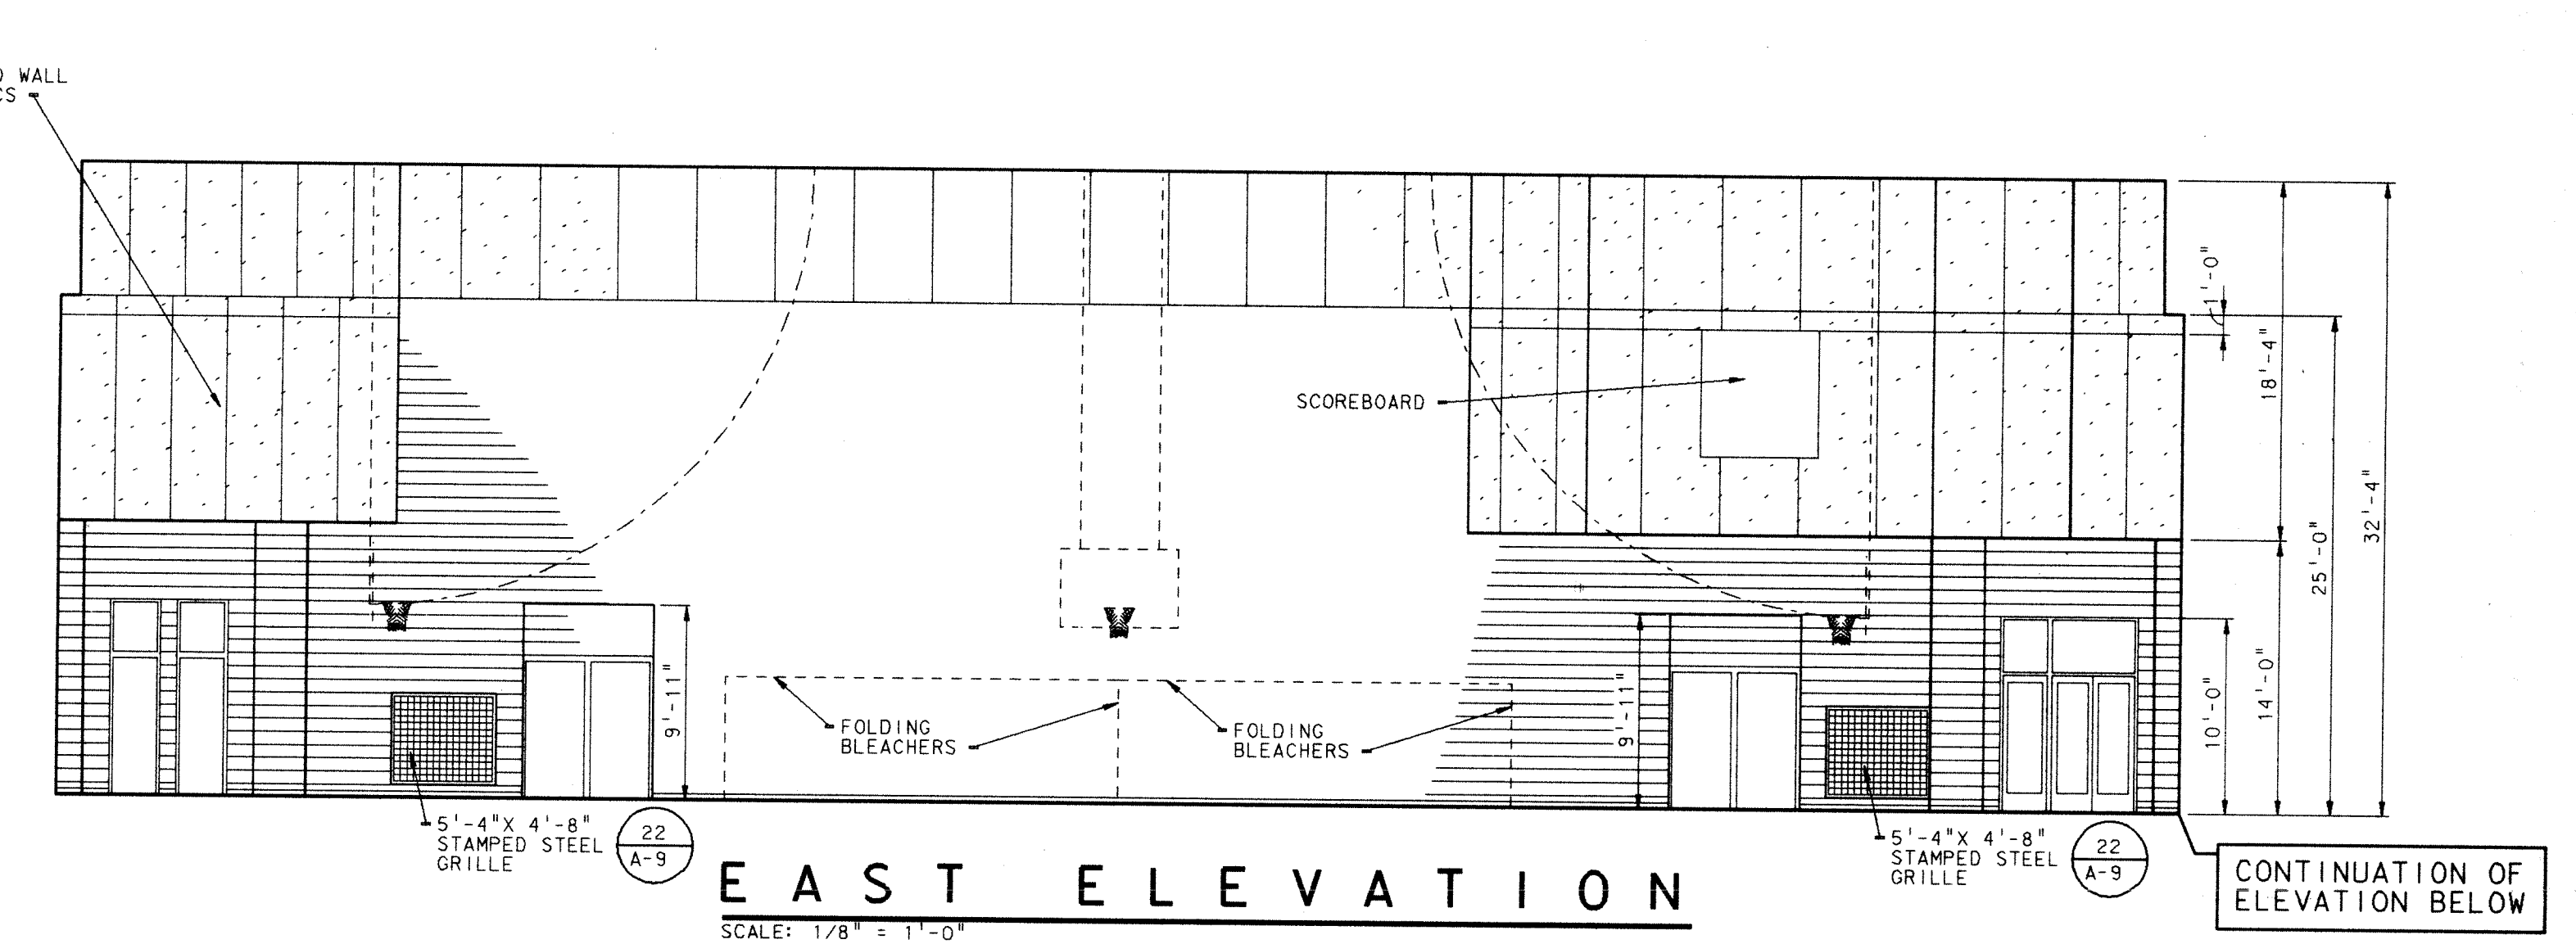 WALL
1'-0"
18'-4"
25'-0"
32'-4"
SCOREBOARD
9'-11"
FOLDING
BLEACHERS
FOLDING
BLEACHERS
9'-11"
10'-0"
14'-0"
5'-4"X 4'-8"
STAMPED STEEL
GRILLE
22
A-9
5'-4"X 4'-8"
STAMPED STEEL
GRILLE
22
A-9
EAST ELEVATION
SCALE: 1/8" = 1'-0"
CONTINUATION OF
ELEVATION BELOW